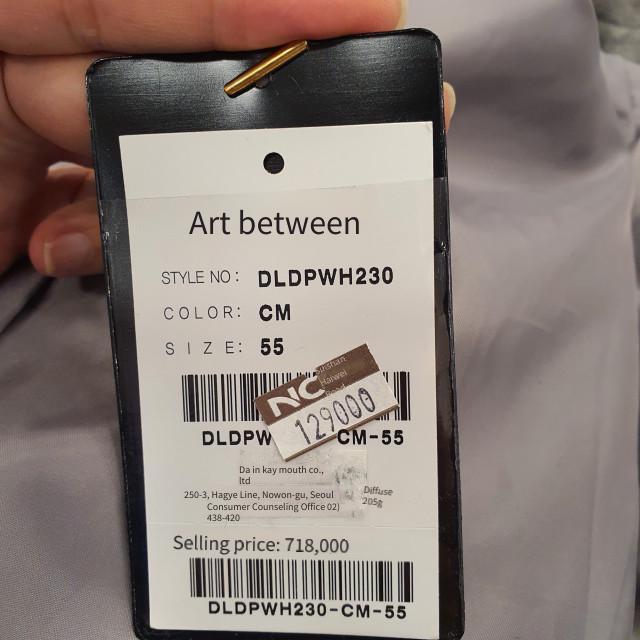 Art between
STYLE NO: DLDPWH230
COLOR: CM
SIZE: 55
Haiwei
NC
129000
DLDPW CM-55
Da in kay mouth co.,
ltd
250-3, Hagye Line, Nowon-gu, Seoul
Diffuse
205g
Consumer Counseling Office 02)
438-420
Selling price: 718,000
DLDPWH230-CM-55